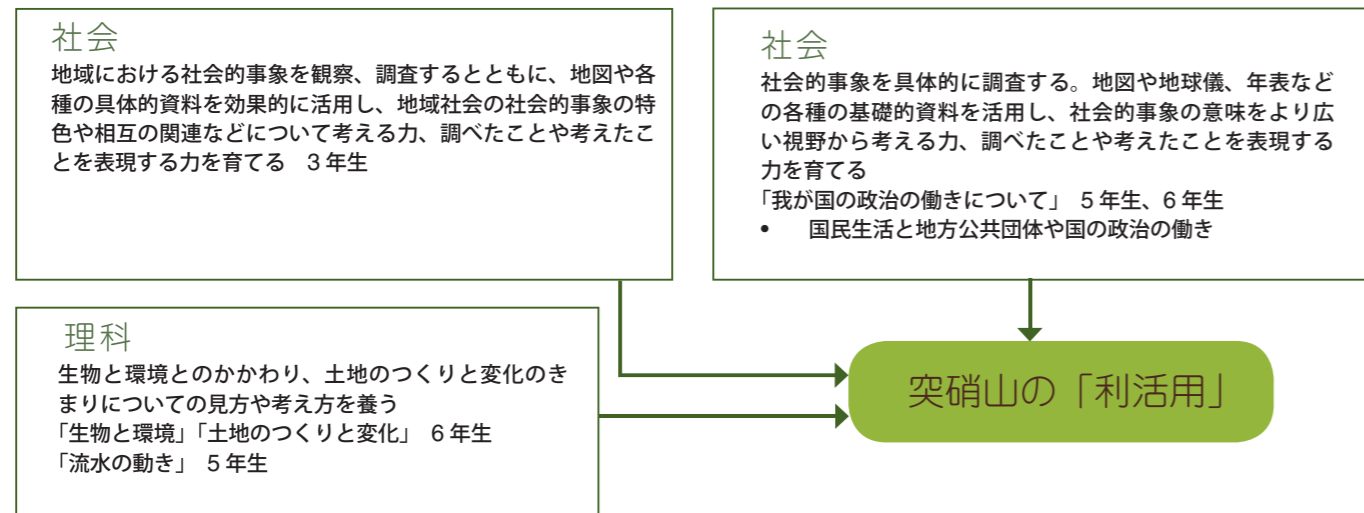 社会
地域における社会的事象を観察、調査するとともに、地図や各
種の具体的資料を効果的に活用し、地域社会の社会的事象の特
色や相互の関連などについて考える力、調べたことや考えたこ
とを表現する力を育てる　3 年生
社会
社会的事象を具体的に調査する。地図や地球儀、年表など
の各種の基礎的資料を活用し、社会的事象の意味をより広
い視野から考える力、調べたことや考えたことを表現する
力を育てる
「我が国の政治の働きについて」 5 年生、6 年生
• 国民生活と地方公共団体や国の政治の働き
理科
生物と環境とのかかわり、土地のつくりと変化のき
まりについての見方や考え方を養う
「生物と環境」「土地のつくりと変化」 6 年生
「流水の動き」 5 年生
突硝山の「利活用」